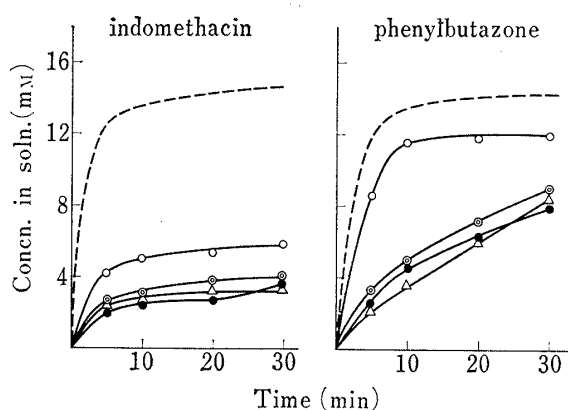 indomethacin
phenylbutazone
Concn. in soln. (mM)
16
12
8
4
10
20
30
10
20
30
Time (min)